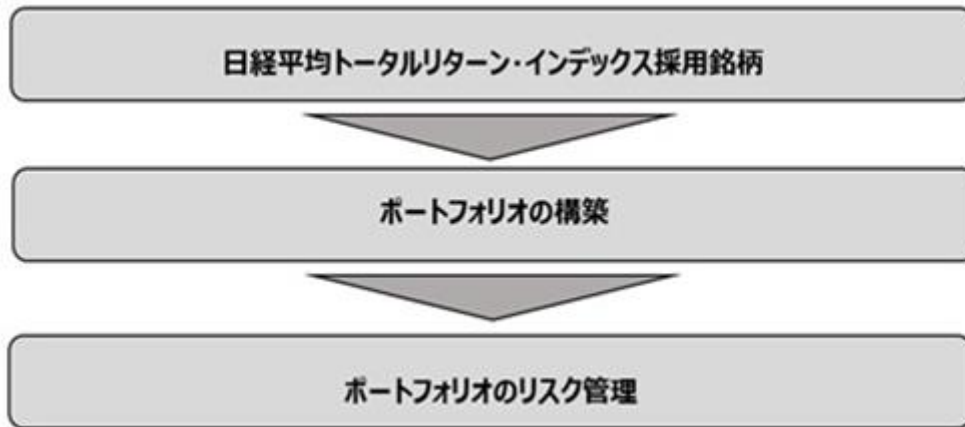 日経平均トータルリターン・インデックス採用銘柄
ポートフォリオの構築
ポートフォリオのリスク管理